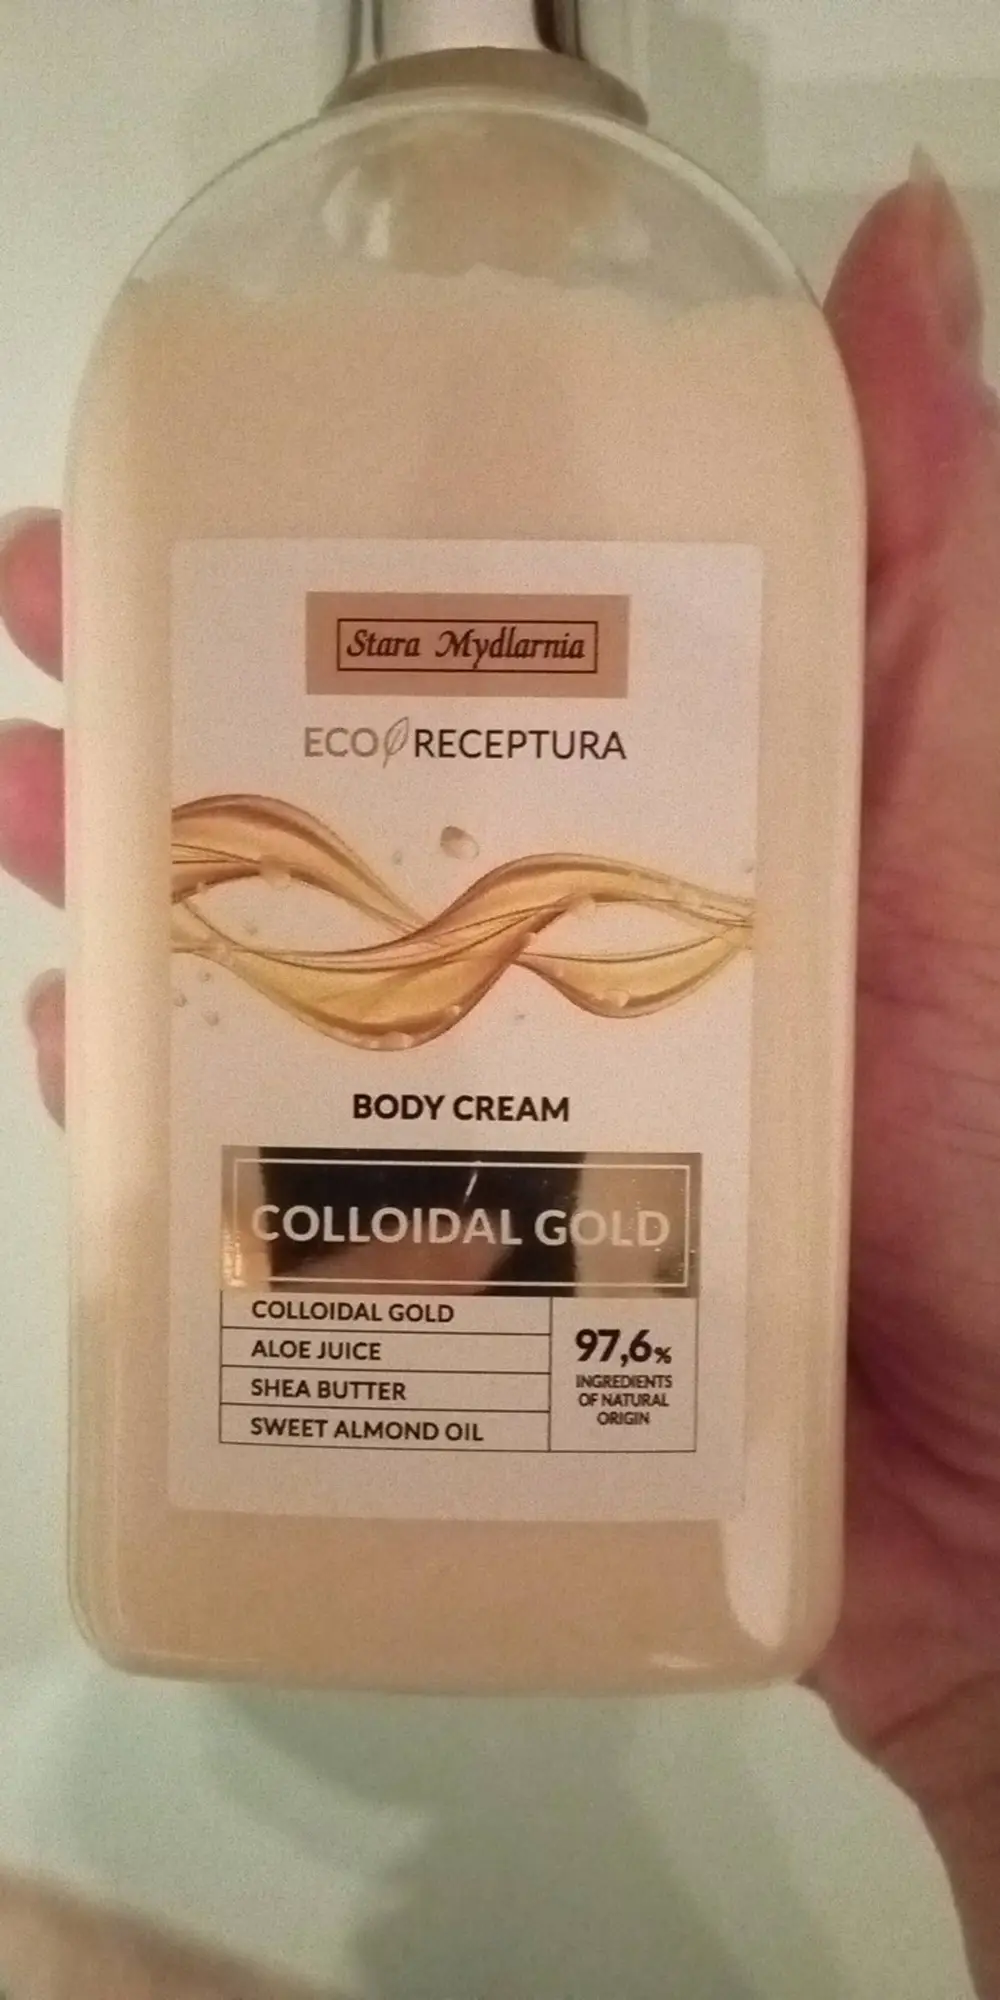 Stara Mydlarnia
ECO RECEPTURA
BODY CREAM
COLLOIDAL GOLD
COLLOIDAL GOLD
ALOE JUICE
SHEA BUTTER
SWEET ALMOND OIL
97,6%
INGREDIENTS
OF NATURAL
ORIGIN